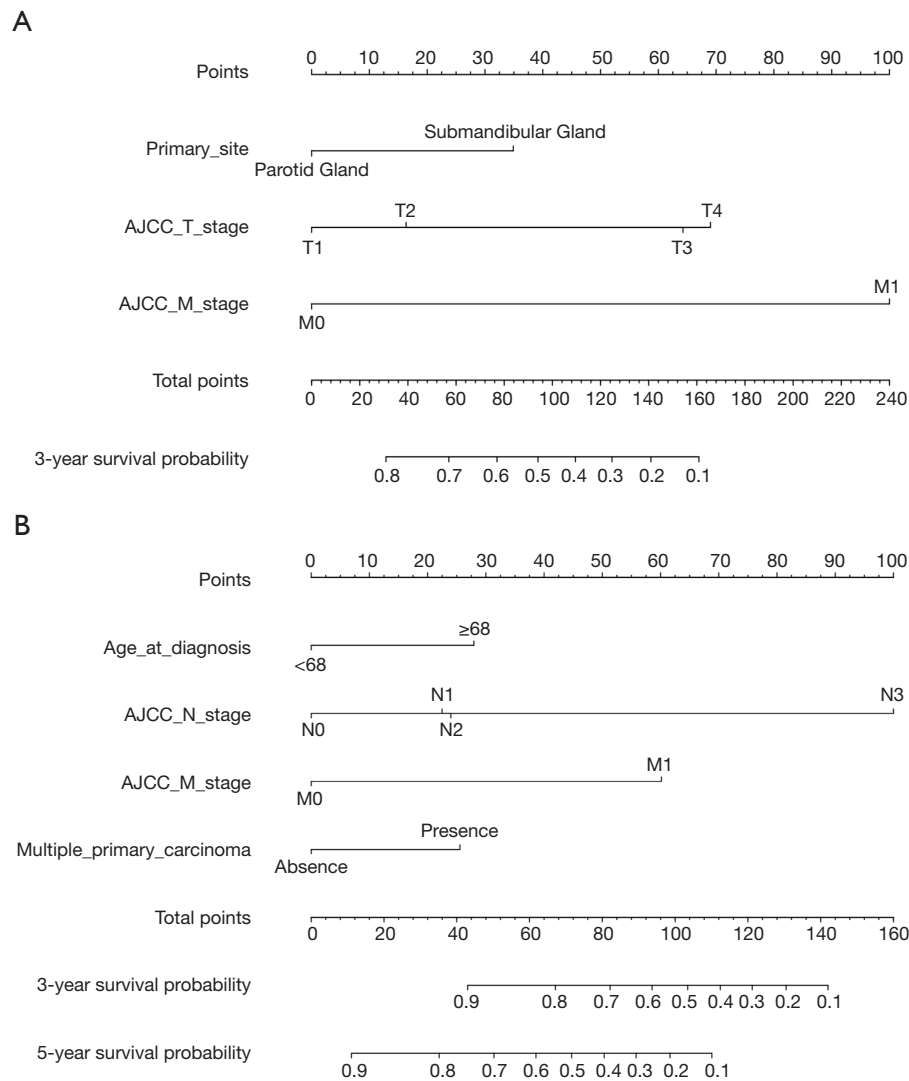 A
Points
0 10 20 30 40 50 60 70 80 90 100
Primary_site
Submandibular Gland
Parotid Gland
AJCC_T_stage
T2 T4
T1 T3
AJCC_M_stage
M1
M0
Total points
0 20 40 60 80 100 120 140 160 180 200 220 240
3-year survival probability
0.8 0.7 0.6 0.5 0.4 0.3 0.2 0.1
B
Points
0 10 20 30 40 50 60 70 80 90 100
Age_at_diagnosis
≥68
<68
AJCC_N_stage
N1 N3
N0 N2
AJCC_M_stage
M1
M0
Multiple_primary_carcinoma
Presence
Absence
Total points
0 20 40 60 80 100 120 140 160
3-year survival probability
0.9 0.8 0.7 0.6 0.5 0.4 0.3 0.2 0.1
5-year survival probability
0.9 0.8 0.7 0.6 0.5 0.4 0.3 0.2 0.1